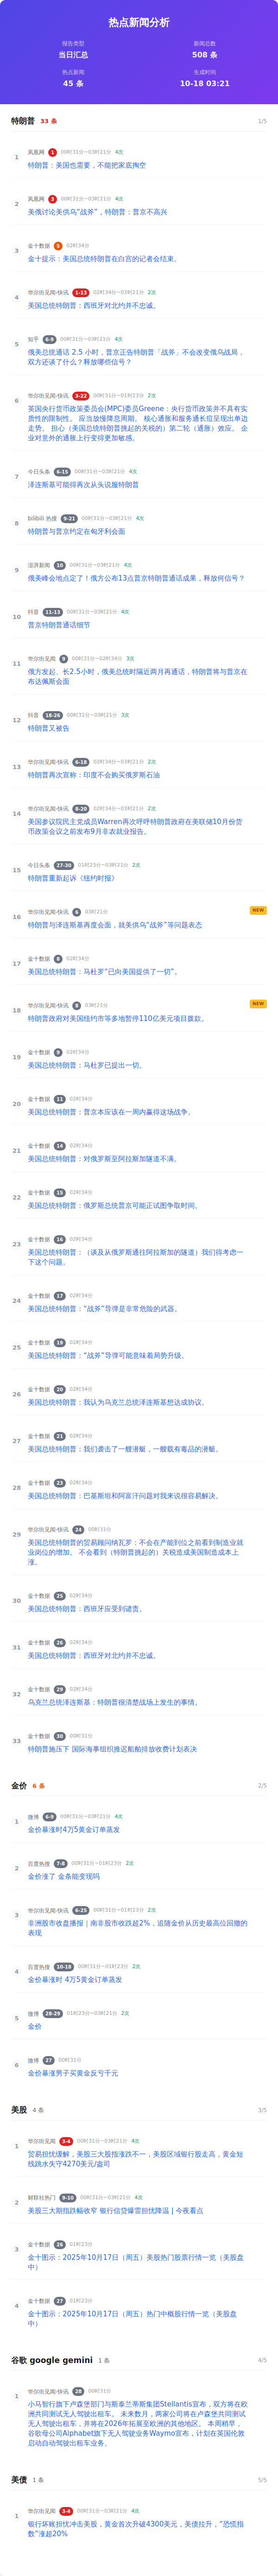 热点新闻分析
报告类型
当日汇总
新闻总数
508 条
热点新闻
45 条
生成时间
10-18 03:21
特朗普 33 条 1/5
1
凤凰网 1 00时31分~03时21分 4次
特朗普：美国也需要，不能把家底掏空
2
凤凰网 3 00时31分~03时21分 4次
美俄讨论美供乌“战斧”，特朗普：普京不高兴
3
金十数据 5 02时34分
金十提示：美国总统特朗普在白宫的记者会结束。
4
华尔街见闻-快讯 1-13 02时34分~03时21分 2次
美国总统特朗普：西班牙对北约并不忠诚。
5
知乎 6-8 00时31分~03时21分 4次
俄美总统通话 2.5 小时，普京正告特朗普「战斧」不会改变俄乌战局，
双方还谈了什么？释放哪些信号？
6
华尔街见闻-快讯 3-22 00时31分~01时23分 2次
英国央行货币政策委员会(MPC)委员Greene：央行货币政策并不具有实
质性的限制性。 应当放慢降息周期。 核心通胀和服务通长症呈现出单边
走势。 担心（美国总统特朗普挑起的关税的）第二轮（通胀）效应。 企
业对意外的通胀上行变得更加敏感。
7
今日头条 6-15 00时31分~03时21分 4次
泽连斯基可能得再次从头说服特朗普
8
bilibili 热搜 9-21 00时31分~03时21分 4次
特朗普与普京约定在匈牙利会面
9
澎湃新闻 10 00时31分~03时21分 4次
俄美峰会地点定了！俄方公布13点普京特朗普通话成果，释放何信号？
10
抖音 11-13 00时31分~03时21分 4次
普京特朗普通话细节
11
华尔街见闻 9 00时31分~02时34分 3次
俄方发起、长2.5小时，俄美总统时隔近两月再通话，特朗普将与普京在
布达佩斯会面
12
抖音 18-26 00时31分~03时21分 3次
特朗普又被告
13
华尔街见闻-快讯 6-18 02时34分~03时21分 2次
特朗普再次宣称：印度不会购买俄罗斯石油
14
华尔街见闻-快讯 8-20 02时34分~03时21分 2次
美国参议院民主党成员Warren再次呼吁特朗普政府在美联储10月份货
币政策会议之前发布9月非农就业报告。
15
今日头条 27-30 01时23分~03时21分 2次
特朗普重新起诉《纽约时报》
16
华尔街见闻-快讯 6 03时21分
NEW
特朗普与泽连斯基再度会面，就美供乌“战斧”等问题表态
17
金十数据 8 02时34分
美国总统特朗普：马杜罗“已向美国提供了一切”。
18
华尔街见闻-快讯 8 03时21分
NEW
特朗普政府对美国纽约市等多地暂停110亿美元项目拨款。
19
金十数据 9 02时34分
美国总统特朗普：马杜罗已提出一切。
20
金十数据 11 02时34分
美国总统特朗普：普京本应该在一周内赢得这场战争。
21
金十数据 14 02时34分
美国总统特朗普：对俄罗斯至阿拉斯加隧道不满。
22
金十数据 15 02时34分
美国总统特朗普：俄罗斯总统普京可能正试图争取时间。
23
金十数据 16 02时34分
美国总统特朗普：（谈及从俄罗斯通往阿拉斯加的隧道）我们得考虑一
下这个问题。
24
金十数据 17 02时34分
美国总统特朗普：“战斧”导弹是非常危险的武器。
25
金十数据 19 02时34分
美国总统特朗普：“战斧”导弹可能意味着局势升级。
26
金十数据 20 02时34分
美国总统特朗普：我认为乌克兰总统泽连斯基想达成协议。
27
金十数据 21 02时34分
美国总统特朗普：我们袭击了一艘潜艇，一艘载有毒品的潜艇。
28
金十数据 23 02时34分
美国总统特朗普：巴基斯坦和阿富汗问题对我来说很容易解决。
29
华尔街见闻-快讯 24 00时31分
美国总统特朗普的贸易顾问纳瓦罗：不会在产能到位之前看到制造业就
业岗位的增加。 不会看到（特朗普挑起的）关税造成美国制造成本上
涨。
30
金十数据 25 02时34分
美国总统特朗普：西班牙应受到谴责。
31
金十数据 26 02时34分
美国总统特朗普：西班牙对北约并不忠诚。
32
金十数据 29 02时34分
乌克兰总统泽连斯基：特朗普很清楚战场上发生的事情。
33
金十数据 30 00时31分
特朗普施压下 国际海事组织推迟船舶排放收费计划表决
金价 6 条 2/5
1
微博 6-9 00时31分~03时21分 4次
金价暴涨时4万5黄金订单蒸发
2
百度热搜 7-8 00时31分~01时23分 2次
金价涨了 金条能变现吗
3
华尔街见闻-快讯 6-25 00时31分~01时23分 2次
非洲股市收盘播报｜南非股市收跌超2%，追随金价从历史最高位回撤的
表现
4
百度热搜 10-18 00时31分~01时23分 2次
金价暴涨时 4万5黄金订单蒸发
5
微博 28-29 01时23分~03时21分 2次
金价
6
微博 27 00时31分
金价暴涨男子买黄金反亏千元
美股 4 条 3/5
1
华尔街见闻 3-4 00时31分~03时21分 4次
贸易担忧缓解，美股三大股指涨跌不一，美股区域银行股走高，黄金短
线跳水失守4270美元/盎司
2
财联社热门 9-10 00时31分~03时21分 4次
美股三大期指跌幅收窄 银行信贷爆雷担忧降温 | 今夜看点
3
金十数据 26 01时23分
金十图示：2025年10月17日（周五）美股热门股票行情一览（美股盘
中）
4
金十数据 27 01时23分
金十图示：2025年10月17日（周五）热门中概股行情一览（美股盘
中）
谷歌 google gemini 1 条 4/5
1
华尔街见闻-快讯 28 00时31分
小马智行旗下卢森堡部门与斯泰兰蒂斯集团Stellantis宣布，双方将在欧
洲共同测试无人驾驶出租车。 未来数月，两家公司将在卢森堡共同测试
无人驾驶出租车，并将在2026年拓展至欧洲的其他地区。 本周稍早，
谷歌母公司Alphabet旗下无人驾驶业务Waymo宣布，计划在英国伦敦
启动自动驾驶出租车业务。
美债 1 条 5/5
1
华尔街见闻 3-4 00时31分~03时21分 4次
银行坏账担忧冲击美股，黄金首次升破4300美元，美债拉升，“恐慌指
数”涨超20%